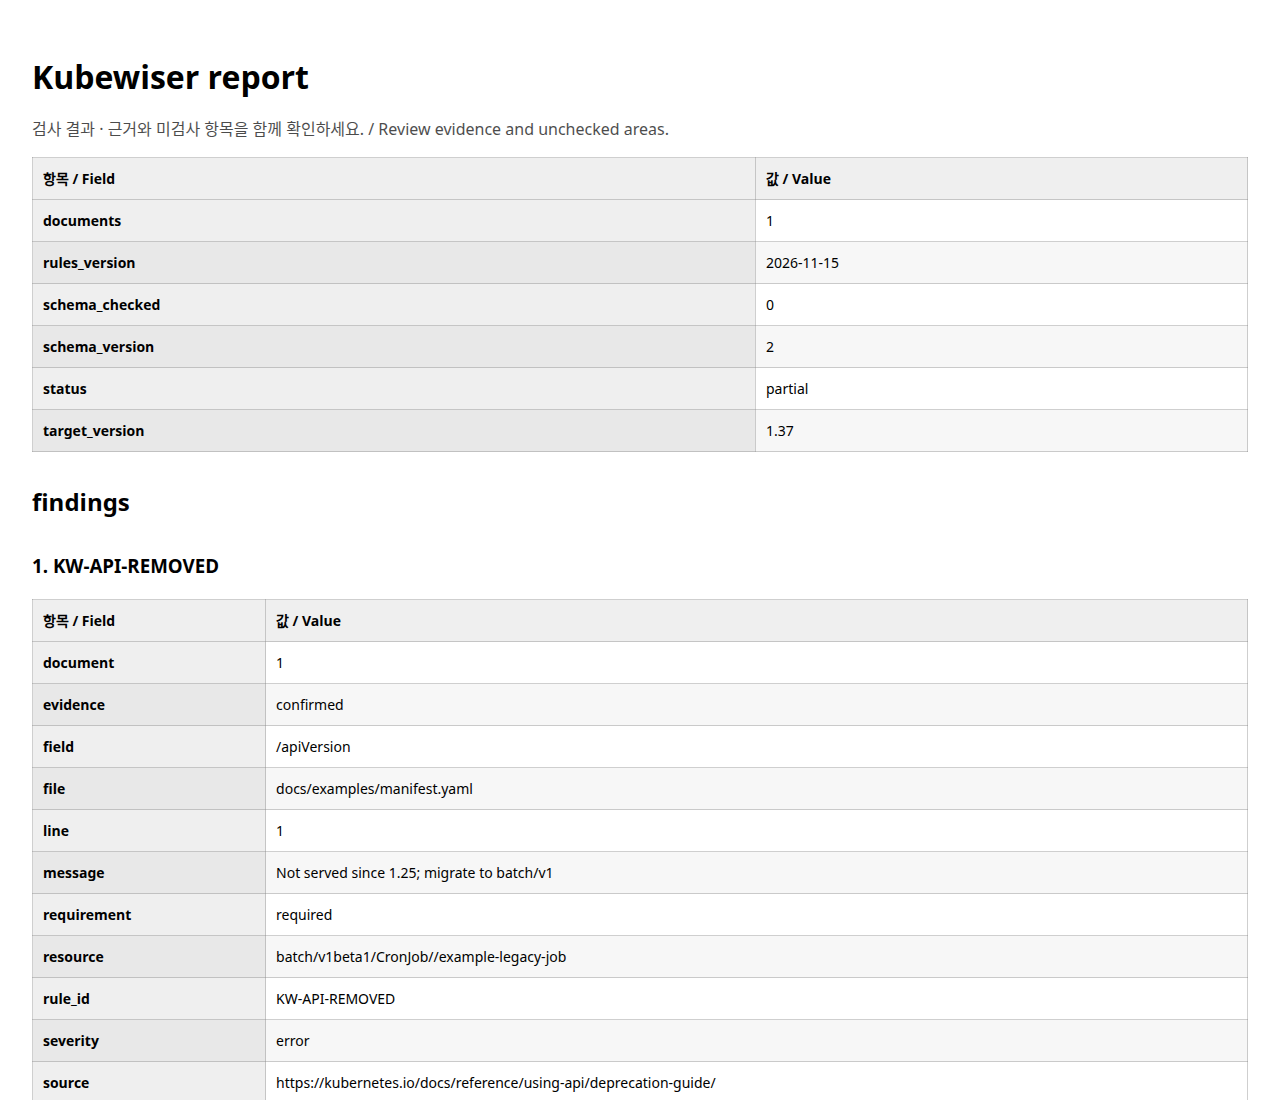 Kubewiser report
검사 결과 · 근거와 미검사 항목을 함께 확인하세요. / Review evidence and unchecked areas.
항목 / Field 값 / Value
documents 1
rules_version 2026-11-15
schema_checked 0
schema_version 2
status partial
target_version 1.37
findings
1. KW-API-REMOVED
항목 / Field 값 / Value
document 1
evidence confirmed
field /apiVersion
file docs/examples/manifest.yaml
line 1
message Not served since 1.25; migrate to batch/v1
requirement required
resource batch/v1beta1/CronJob//example-legacy-job
rule_id KW-API-REMOVED
severity error
source https://kubernetes.io/docs/reference/using-api/deprecation-guide/